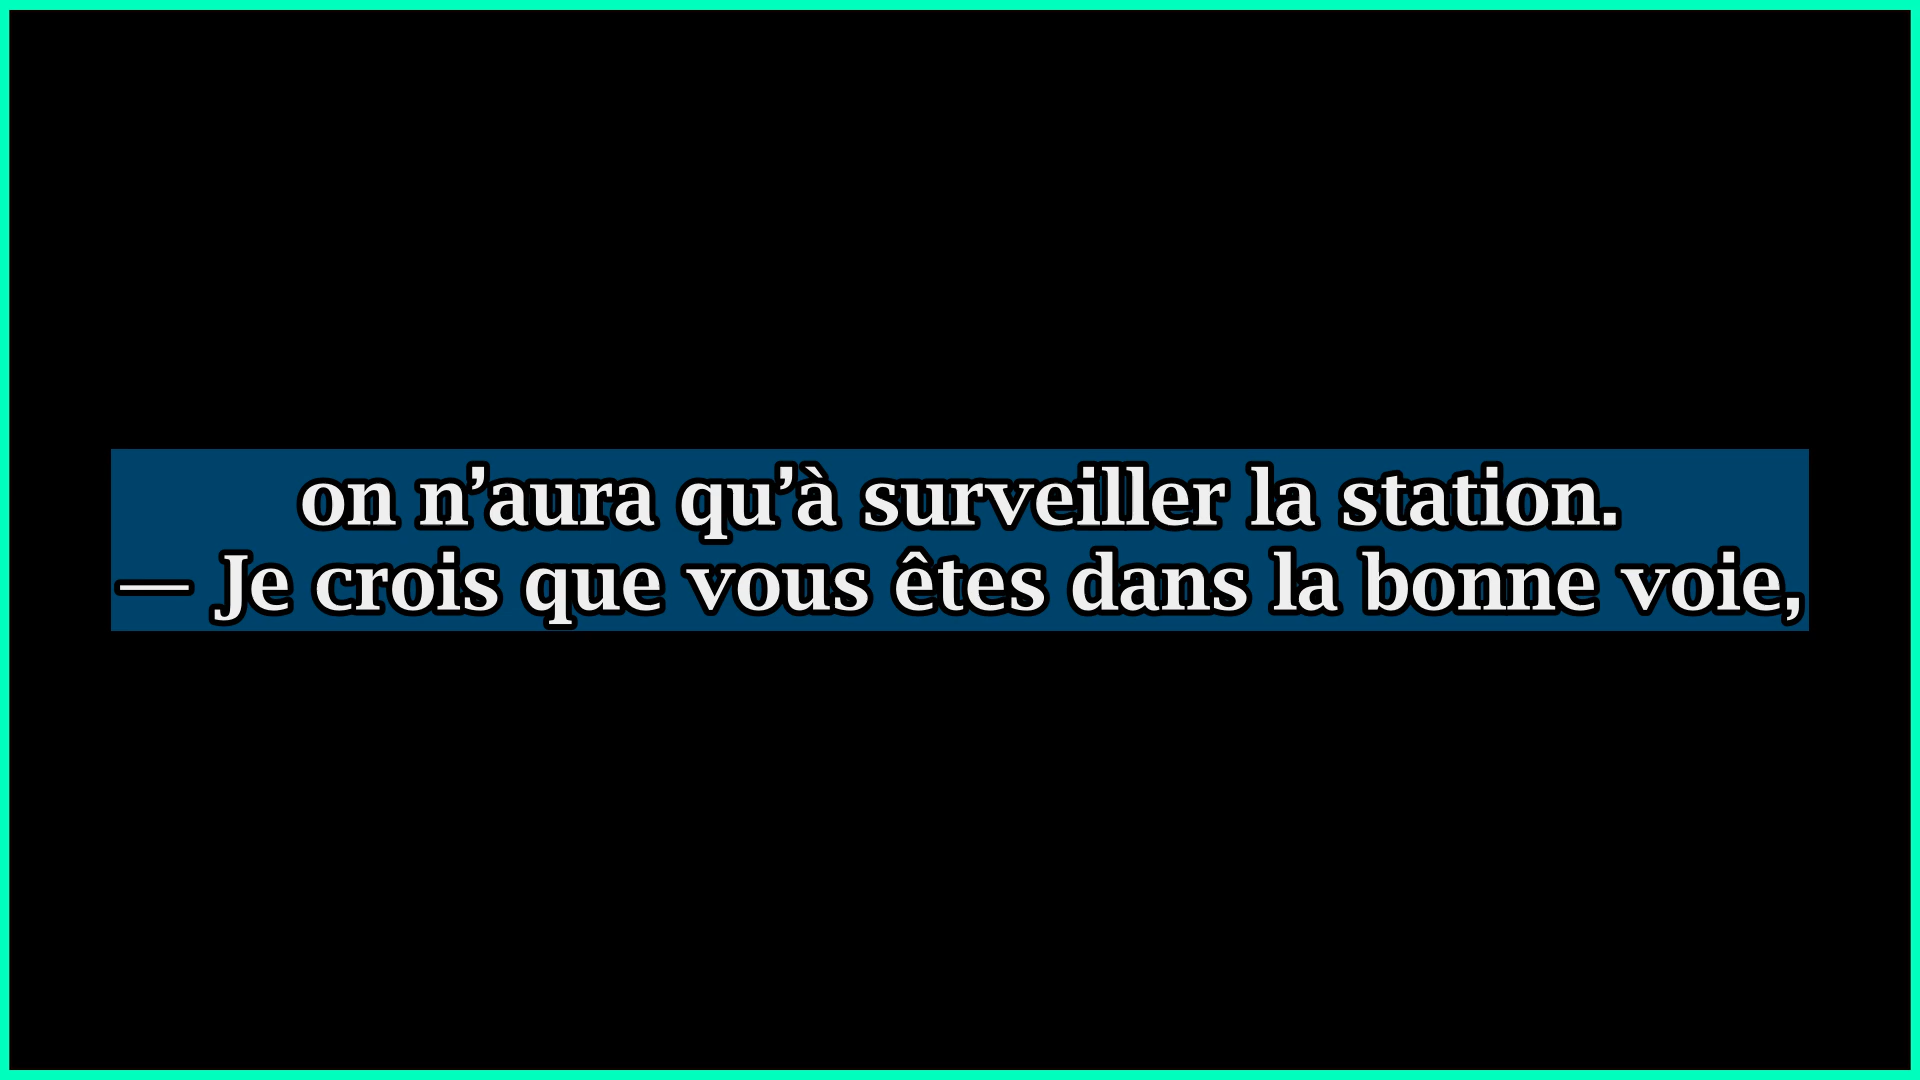 on n’aura qu’à surveiller la station.
— Je crois que vous êtes dans la bonne voie,